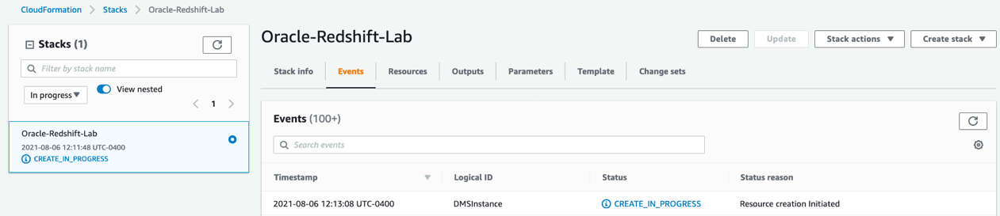 CloudFormation > Stacks > Oracle-Redshift-Lab
Stacks (1)
Filter by stack name
In progress
View nested
1
Oracle-Redshift-Lab
2021-08-06 12:11:48 UTC-0400
CREATE_IN_PROGRESS
Oracle-Redshift-Lab
Delete Update Stack actions Create stack
Stack info Events Resources Outputs Parameters Template Change sets
Events (100+)
Search events
Timestamp Logical ID Status Status reason
2021-08-06 12:13:08 UTC-0400 DMSInstance CREATE_IN_PROGRESS Resource creation Initiated